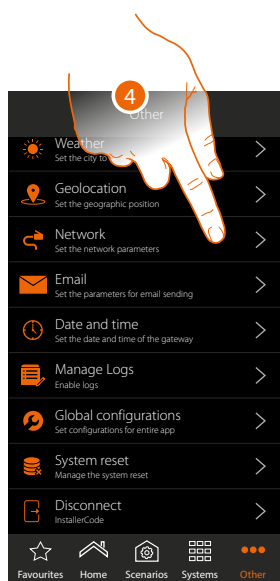 4
Other
Weather
Set the city to
Geolocation
Set the geographic position
Network
Set the network parameters
Email
Set the parameters for email sending
Date and time
Set the date and time of the gateway
Manage Logs
Enable logs
Global configurations
Set configurations for entire app
System reset
Manage the system reset
Disconnect
InstallerCode
Favourites Home Scenarios Systems Other